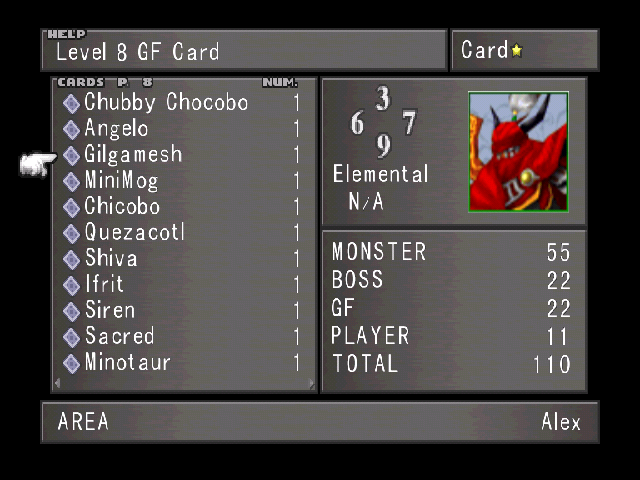 HELP
Level 8 GF Card
Card★
CARDS P. 8 NUM.
Chubby Chocobo 1
Angelo 1
Gilgamesh 1
MiniMog 1
Chicobo 1
Quezacotl 1
Shiva 1
Ifrit 1
Siren 1
Sacred 1
Minotaur 1
3
6 7
9
Elemental
N/A
MONSTER 55
BOSS 22
GF 22
PLAYER 11
TOTAL 110
AREA Alex